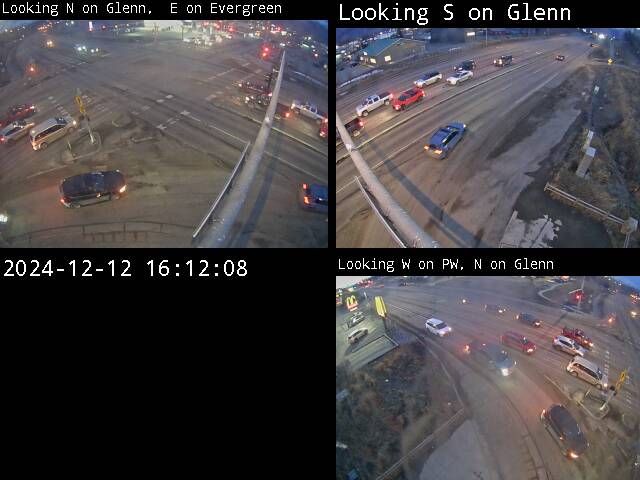 Looking N on Glenn, E on Evergreen
Looking S on Glenn
2024-12-12 16:12:08
Looking W on PW, N on Glenn